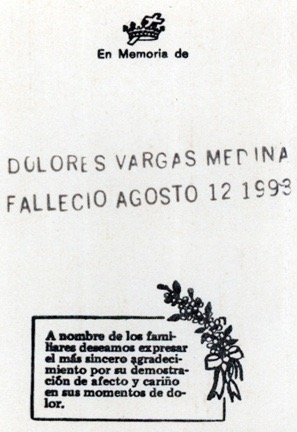 En Memoria de
DOLORES VARGAS MEDINA
FALLECIO AGOSTO 12 1993
A nombre de los fami-
liares deseamos expresar
el más sincero agradeci-
miento por su demostra-
ción de afecto y cariño
en sus momentos de do-
lor.